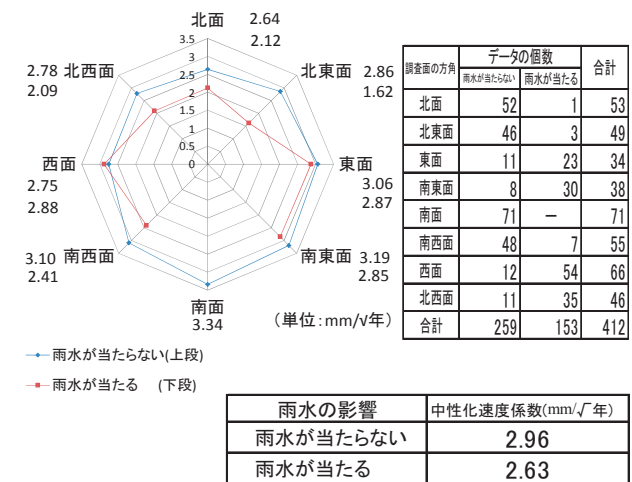 北面 2.64
2.12
3.5
3
2.5
2
1.5
1
0.5
0
北東面 2.86
1.62
東面
3.06
2.87
南東面 3.19
2.85
南面
3.34
3.10 南西面
2.41
西面
2.75
2.88
2.78 北西面
2.09
(単位:mm/√年)
雨水が当たらない(上段)
雨水が当たる (下段)
調査面の方角 データの個数 合計
雨水が当たらない 雨水が当たる
北面 52 1 53
北東面 46 3 49
東面 11 23 34
南東面 8 30 38
南面 71 － 71
南西面 48 7 55
西面 12 54 66
北西面 11 35 46
合計 259 153 412
雨水の影響 中性化速度係数(mm/√年)
雨水が当たらない 2.96
雨水が当たる 2.63